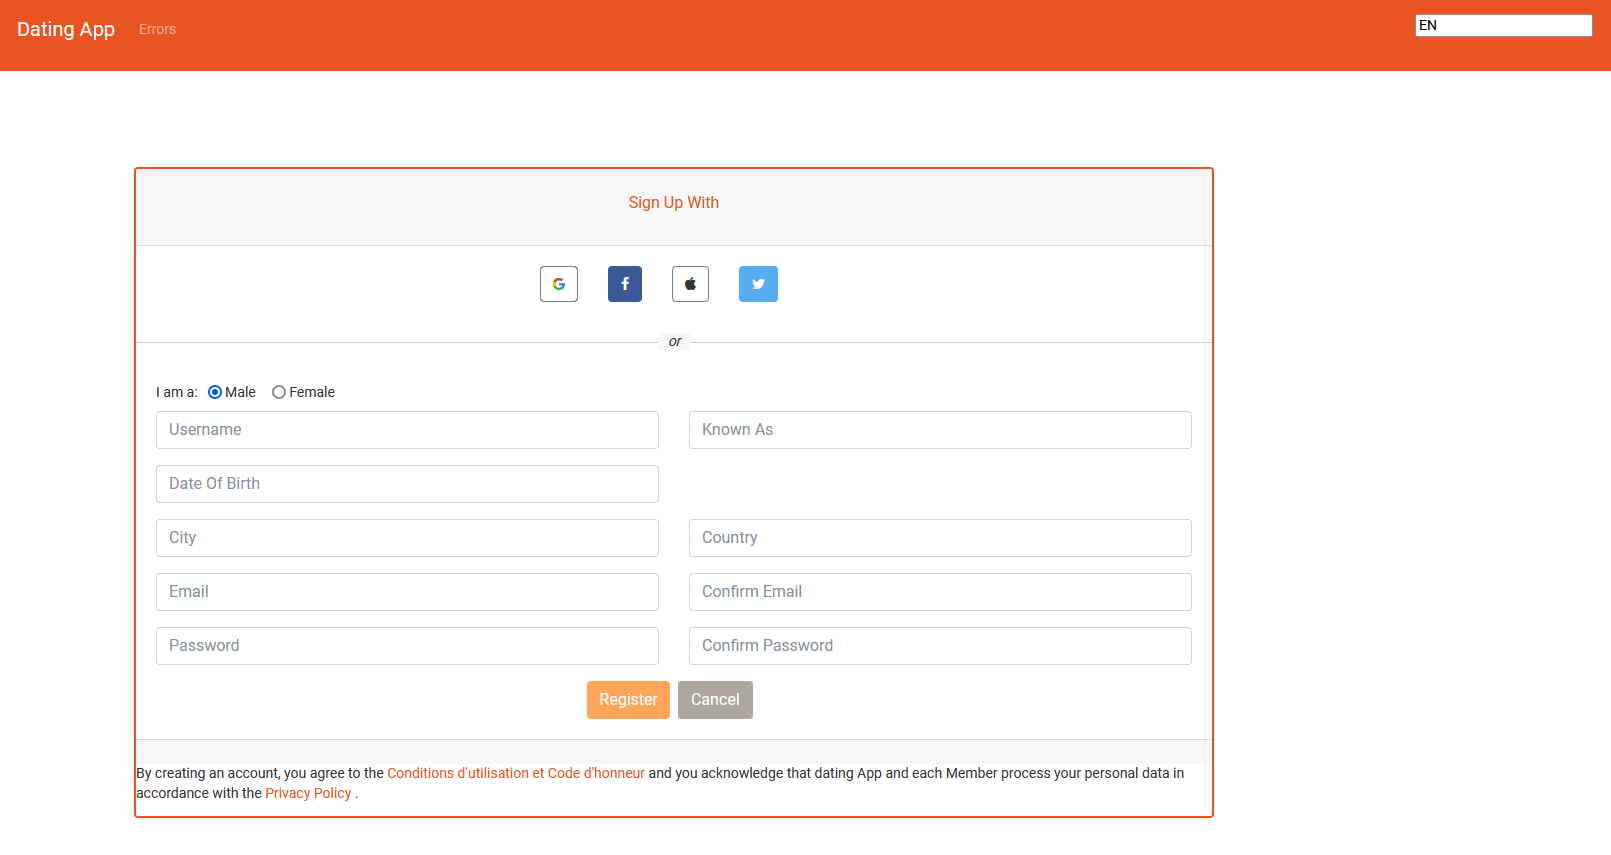 Dating App Errors EN
Sign Up With
or
I am a: Male Female
Username Known As
Date Of Birth
City Country
Email Confirm Email
Password Confirm Password
Register Cancel
By creating an account, you agree to the Conditions d'utilisation et Code d'honneur and you acknowledge that dating App and each Member process your personal data in
accordance with the Privacy Policy .